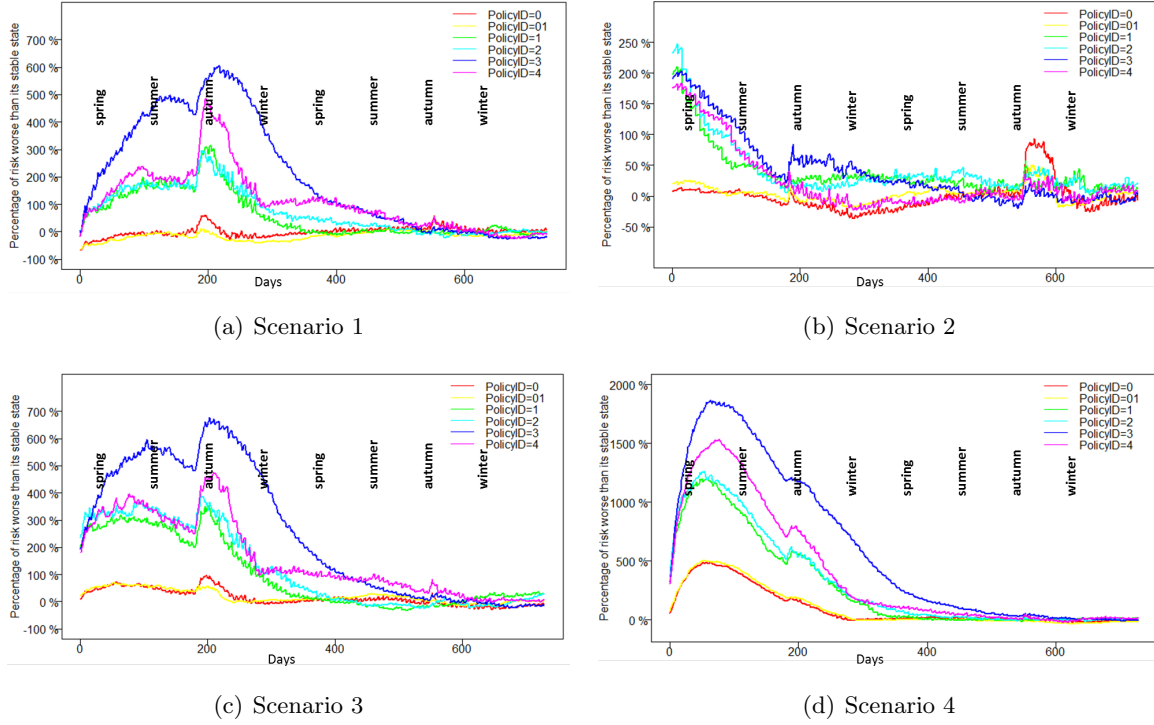 Percentage of risk worse than its stable state
700 %
600 %
500 %
400 %
300 %
200 %
100 %
0 %
-100 %
PolicyID=0
PolicyID=01
PolicyID=1
PolicyID=2
PolicyID=3
PolicyID=4
spring
summer
autumn
winter
spring
summer
autumn
winter
0
200
400
600
Days
(a) Scenario 1
Percentage of risk worse than its stable state
250 %
200 %
150 %
100 %
50 %
0 %
-50 %
PolicyID=0
PolicyID=01
PolicyID=1
PolicyID=2
PolicyID=3
PolicyID=4
spring
summer
autumn
winter
spring
summer
autumn
winter
0
200
400
600
Days
(b) Scenario 2
Percentage of risk worse than its stable state
700 %
600 %
500 %
400 %
300 %
200 %
100 %
0 %
-100 %
PolicyID=0
PolicyID=01
PolicyID=1
PolicyID=2
PolicyID=3
PolicyID=4
spring
summer
autumn
winter
spring
summer
autumn
winter
0
200
400
600
Days
(c) Scenario 3
Percentage of risk worse than its stable state
2000 %
1500 %
1000 %
500 %
0 %
PolicyID=0
PolicyID=01
PolicyID=1
PolicyID=2
PolicyID=3
PolicyID=4
spring
summer
autumn
winter
spring
summer
autumn
winter
0
200
400
600
Days
(d) Scenario 4